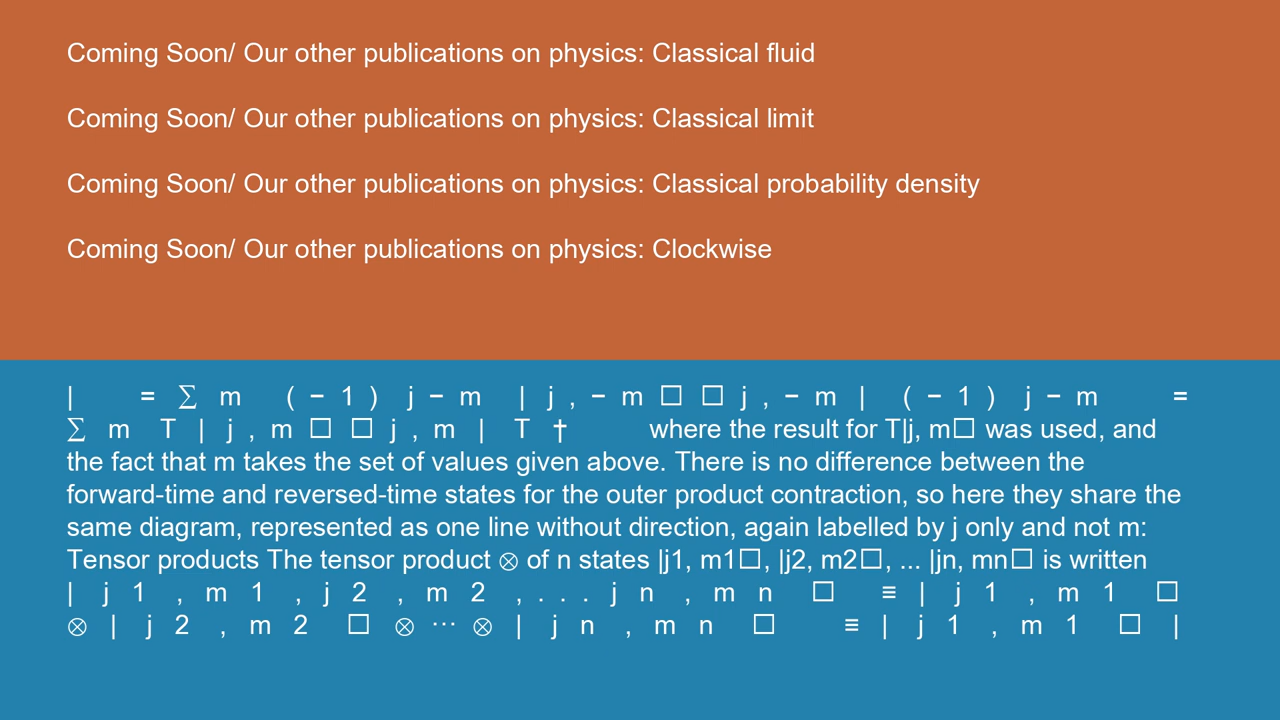 Coming Soon/ Our other publications on physics: Classical fluid
Coming Soon/ Our other publications on physics: Classical limit
Coming Soon/ Our other publications on physics: Classical probability density
Coming Soon/ Our other publications on physics: Clockwise
| = ∑ m ( − 1 ) j − m | j , − m □ □ j , − m | ( − 1 ) j − m =
∑ m T | j , m □ □ j , m | T † where the result for T|j, m□ was used, and
the fact that m takes the set of values given above. There is no difference between the
forward-time and reversed-time states for the outer product contraction, so here they share the
same diagram, represented as one line without direction, again labelled by j only and not m:
Tensor products The tensor product ⊗ of n states |j1, m1□, |j2, m2□, ... |jn, mn□ is written
| j 1 , m 1 , j 2 , m 2 , . . . j n , m n □ ≡ | j 1 , m 1 □
⊗ | j 2 , m 2 □ ⊗ ⋯ ⊗ | j n , m n □ ≡ | j 1 , m 1 □ |